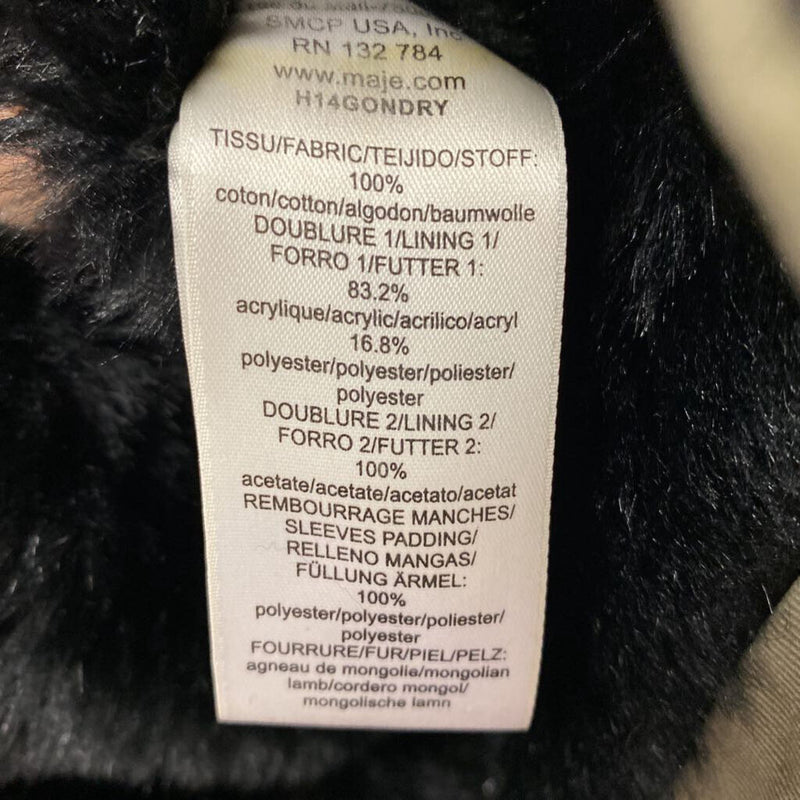 SMCP USA, Inc
RN 132 784
www.maje.com
H14GONDRY
TISSU/FABRIC/TEIJIDO/STOFF:
100%
coton/cotton/algodon/baumwolle
DOUBLURE 1/LINING 1/
FORRO 1/FUTTER 1:
83.2%
acrylique/acrylic/acrilico/acryl
16.8%
polyester/polyester/poliester/
polyester
DOUBLURE 2/LINING 2/
FORRO 2/FUTTER 2:
100%
acetate/acetate/acetato/acetat
REMBOURRAGE MANCHES/
SLEEVES PADDING/
RELLENO MANGAS/
FÜLLUNG ÄRMEL:
100%
polyester/polyester/poliester/
polyester
FOURRURE/FUR/PIEL/PELZ:
agneau de mongolie/mongolian
lamb/cordero mongol/
mongolische lamn